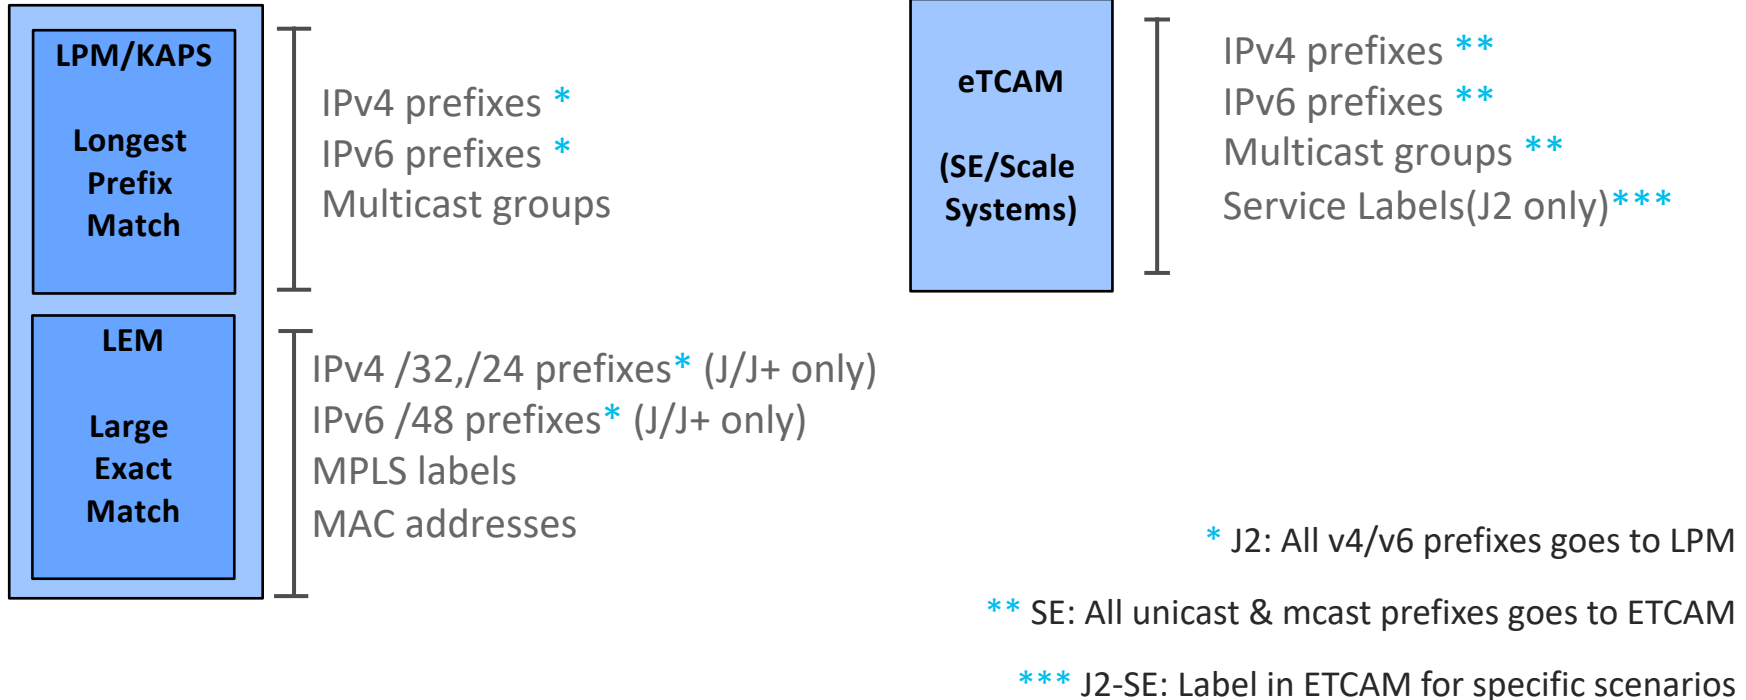 LPM/KAPS
Longest
Prefix
Match
IPv4 prefixes *
IPv6 prefixes *
Multicast groups
LEM
Large
Exact
Match
IPv4 /32,/24 prefixes* (J/J+ only)
IPv6 /48 prefixes* (J/J+ only)
MPLS labels
MAC addresses
eTCAM
(SE/Scale
Systems)
IPv4 prefixes **
IPv6 prefixes **
Multicast groups **
Service Labels(J2 only)***
* J2: All v4/v6 prefixes goes to LPM
** SE: All unicast & mcast prefixes goes to ETCAM
*** J2-SE: Label in ETCAM for specific scenarios